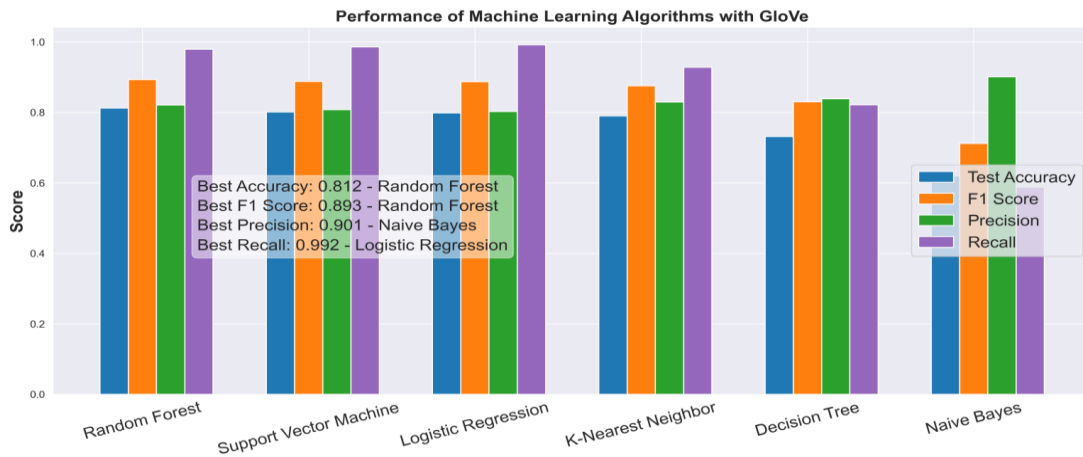 Performance of Machine Learning Algorithms with GloVe
Score
1.0
0.8
0.6
0.4
0.2
0.0
Best Accuracy: 0.812 - Random Forest
Best F1 Score: 0.893 - Random Forest
Best Precision: 0.901 - Naive Bayes
Best Recall: 0.992 - Logistic Regression
Test Accuracy
F1 Score
Precision
Recall
Random Forest
Support Vector Machine
Logistic Regression
K-Nearest Neighbor
Decision Tree
Naive Bayes